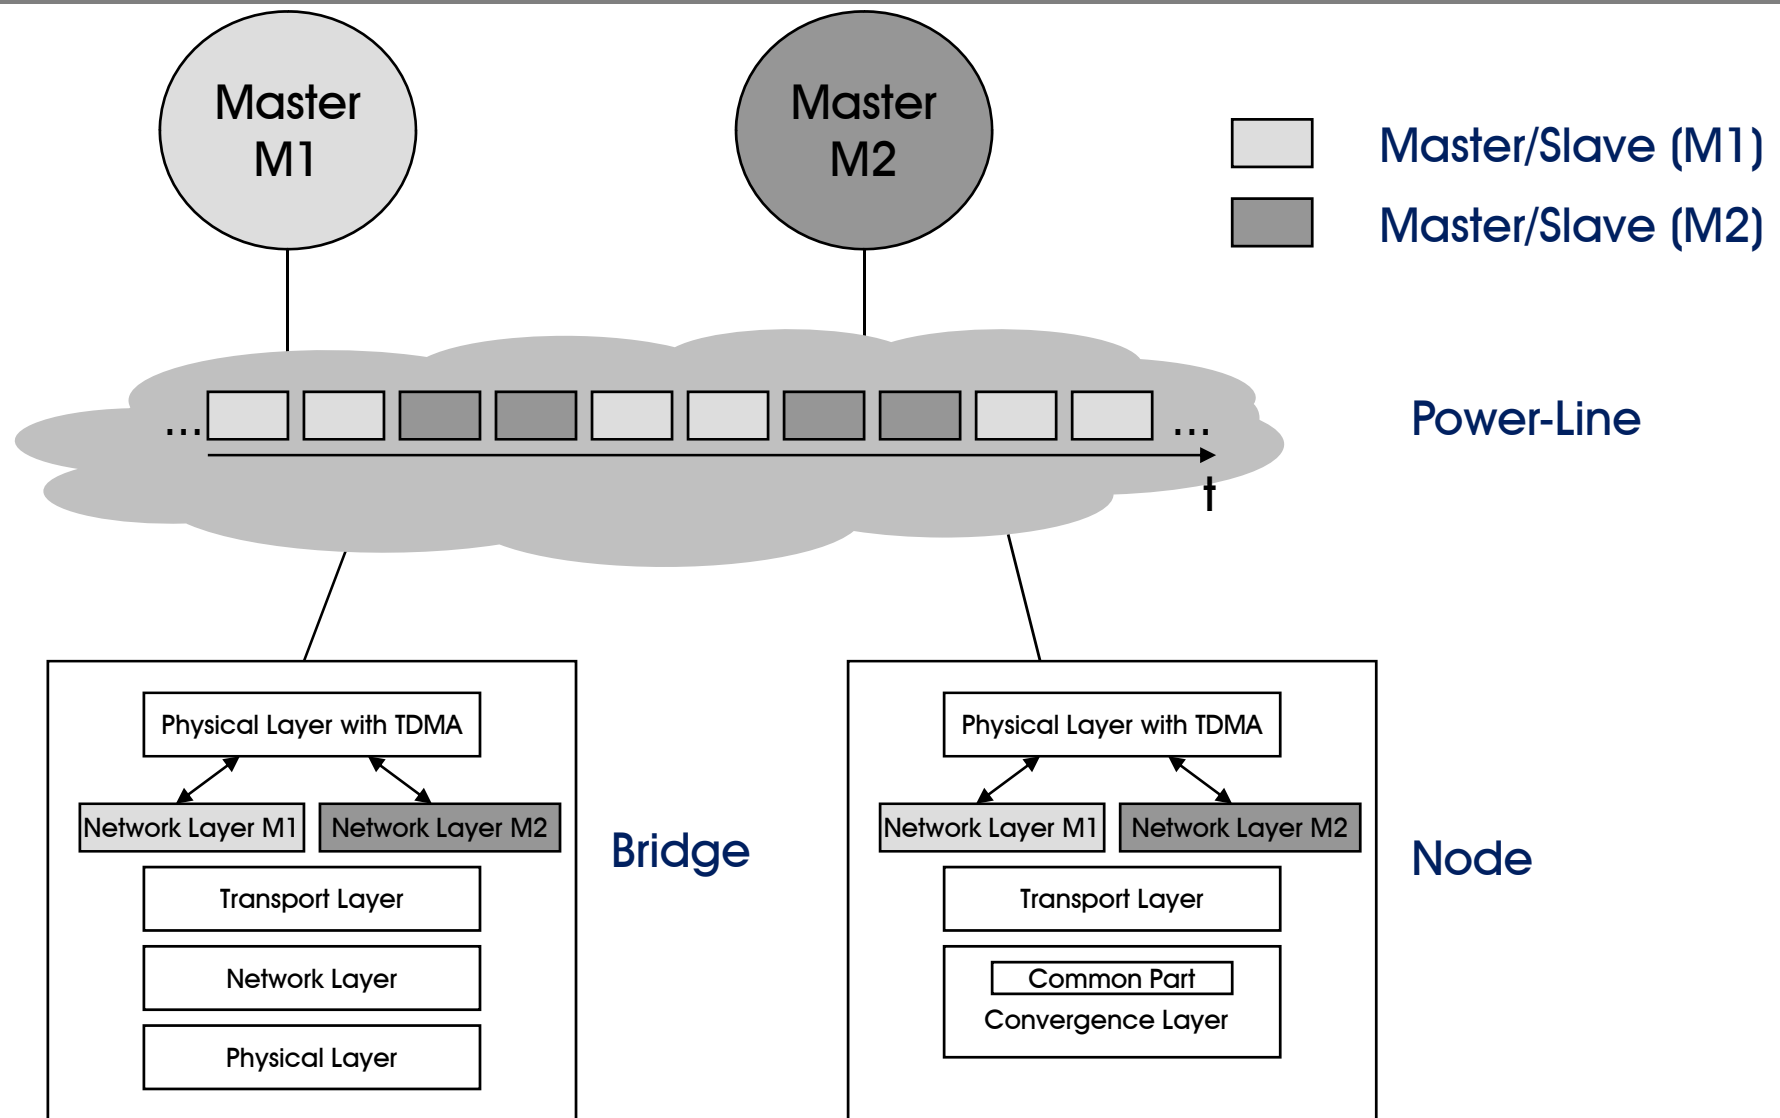 Master
M1
Master
M2
Master/Slave (M1)
Master/Slave (M2)
Power-Line
...
...
t
Physical Layer with TDMA
Network Layer M1
Network Layer M2
Transport Layer
Network Layer
Physical Layer
Bridge
Physical Layer with TDMA
Network Layer M1
Network Layer M2
Transport Layer
Common Part
Convergence Layer
Node